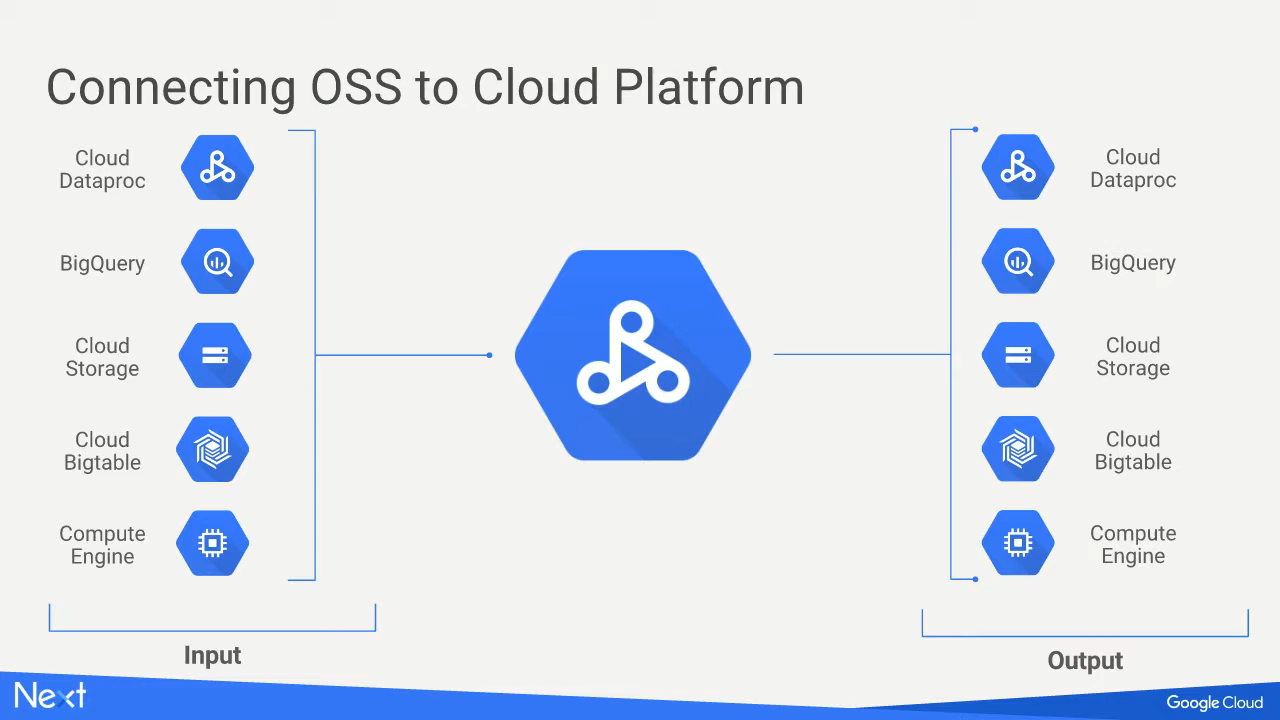 Connecting OSS to Cloud Platform
Cloud
Dataproc
BigQuery
Cloud
Storage
Cloud
Bigtable
Compute
Engine
Input
Cloud
Dataproc
BigQuery
Cloud
Storage
Cloud
Bigtable
Compute
Engine
Output
Next
Google Cloud